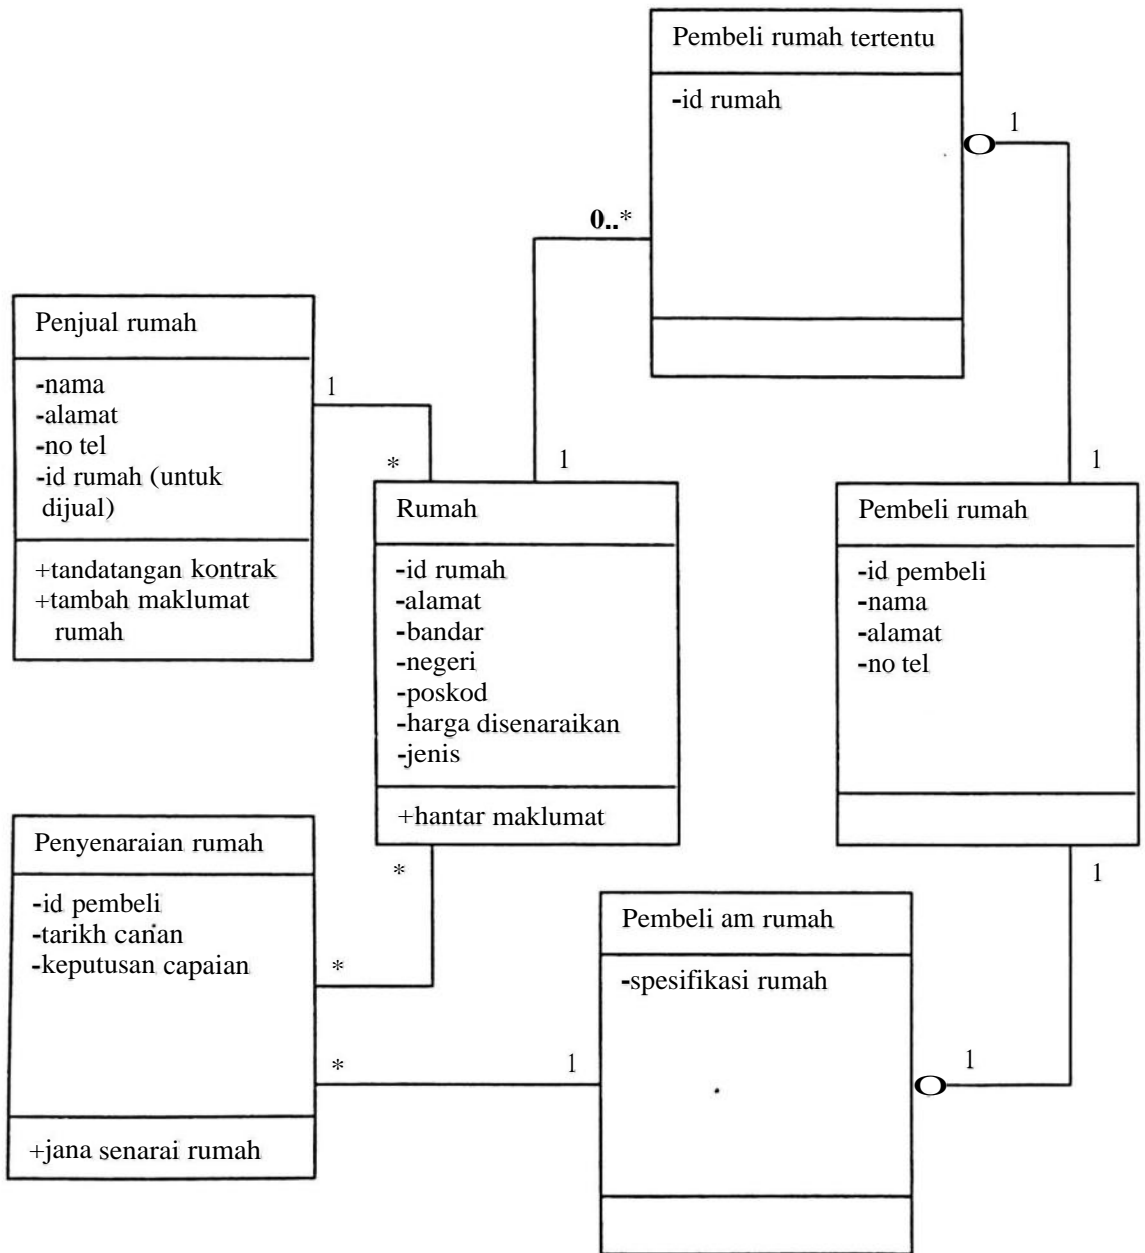 Pembeli rumah tertentu
-id rumah
1
0..*
Penjual rumah
-nama
-alamat
-no tel
-id rumah (untuk
dijual)
+tandatangan kontrak
+tambah maklumat
rumah
1
*
1
1
Rumah
-id rumah
-alamat
-bandar
-negeri
-poskod
-harga disenaraikan
-jenis
+hantar maklumat
Pembeli rumah
-id pembeli
-nama
-alamat
-no tel
Penyenaraian rumah
-id pembeli
-tarikh canan
-keputusan capaian
+jana senarai rumah
*
*
*
1
1
1
Pembeli am rumah
-spesifikasi rumah